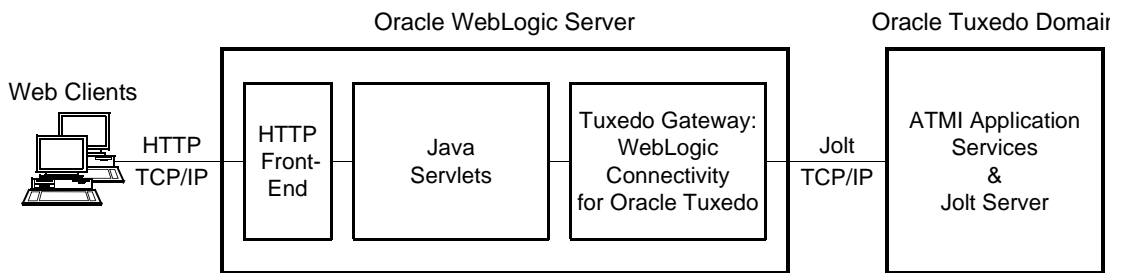 Oracle WebLogic Server
Oracle Tuxedo Domain
Web Clients
HTTP
TCP/IP
HTTP
Front-
End
Java
Servlets
Tuxedo Gateway:
WebLogic
Connectivity
for Oracle Tuxedo
Jolt
TCP/IP
ATMI Application
Services
&
Jolt Server